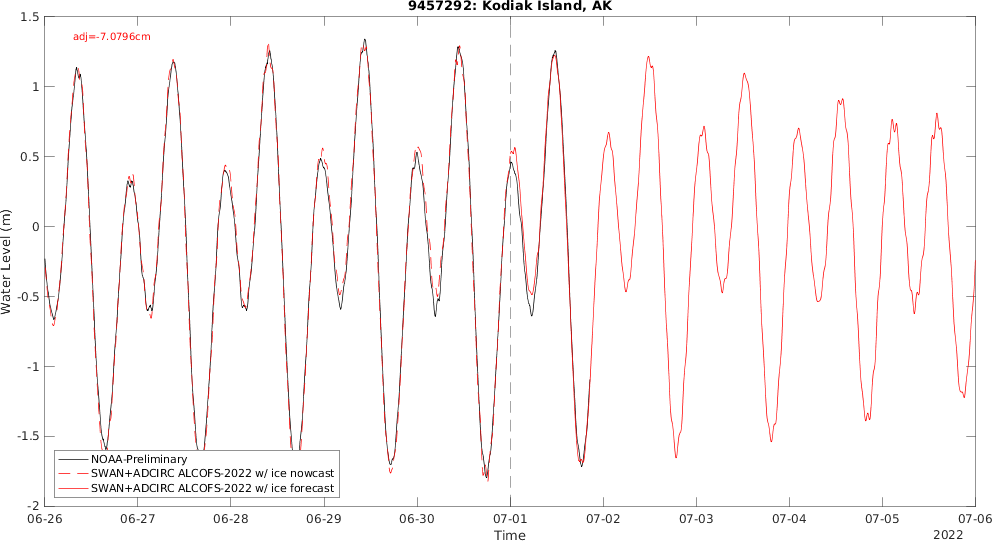 9457292: Kodiak Island, AK
adj=-7.0796cm
1.5
1
0.5
0
-0.5
-1
-1.5
-2
Water Level (m)
NOAA-Preliminary
SWAN+ADCIRC ALCOFS-2022 w/ ice nowcast
SWAN+ADCIRC ALCOFS-2022 w/ ice forecast
06-26 06-27 06-28 06-29 06-30 07-01 07-02 07-03 07-04 07-05 07-06
Time
2022